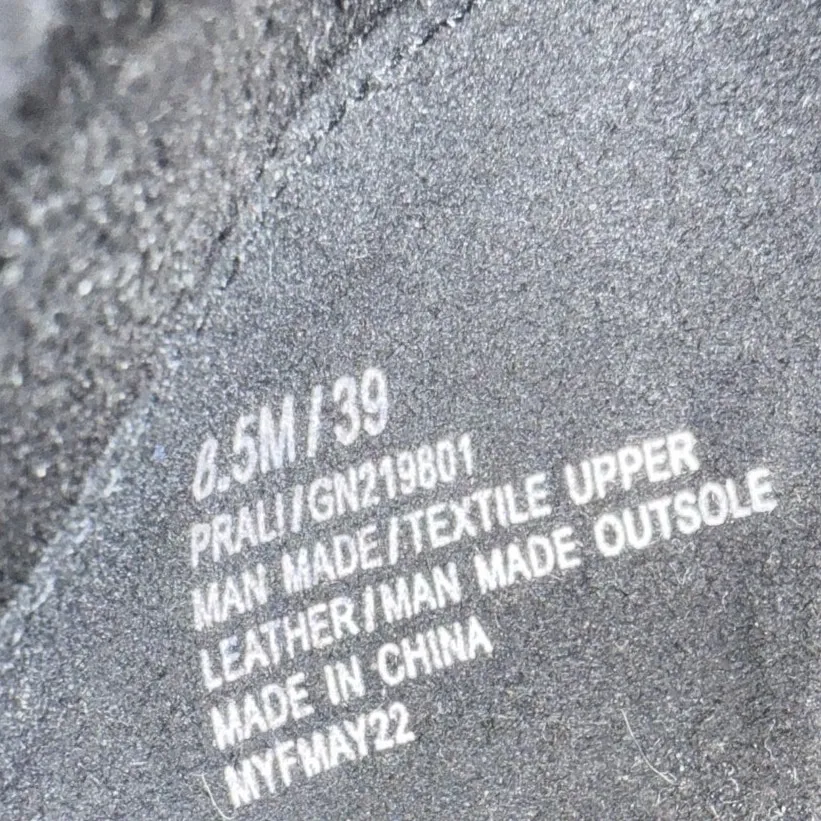 8.5M/39
PRALI/GN219801
MAN MADE/TEXTILE UPPER
LEATHER/MAN MADE OUTSOLE
MADE IN CHINA
MYFMAY22